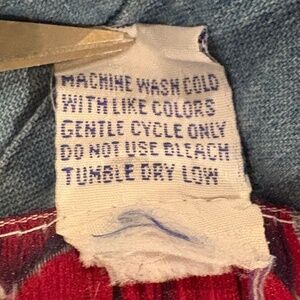 MACHINE WASH COLD
WITH LIKE COLORS
GENTLE CYCLE ONLY
DO NOT USE BLEACH
TUMBLE DRY LOW